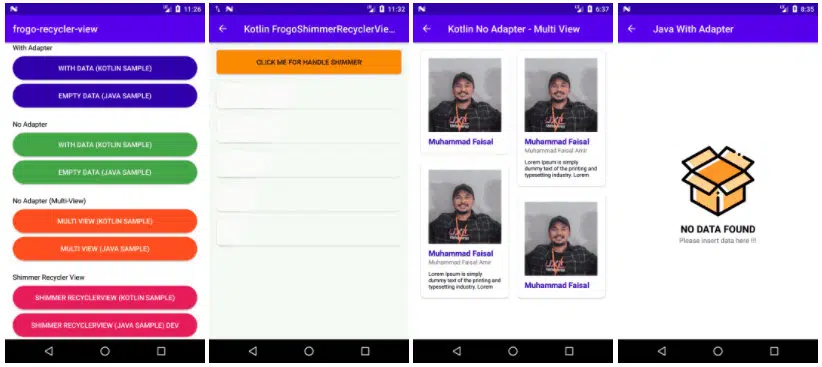 11:26
frogo-recycler-view
With Adapter
WITH DATA (KOTLIN SAMPLE)
EMPTY DATA (JAVA SAMPLE)
No Adapter
WITH DATA (KOTLIN SAMPLE)
EMPTY DATA (JAVA SAMPLE)
No Adapter (Multi-View)
MULTI VIEW (KOTLIN SAMPLE)
MULTI VIEW (JAVA SAMPLE)
Shimmer Recycler View
SHIMMER RECYCLERVIEW (KOTLIN SAMPLE)
SHIMMER RECYCLERVIEW (JAVA SAMPLE) DEV
11:32
Kotlin FrogoShimmerRecyclerVie...
CLICK ME FOR HANDLE SHIMMER
6:37
Kotlin No Adapter - Multi View
Muhammad Faisal
Muhammad Faisal
Muhammad Faisal Amir
Lorem Ipsum is simply
dummy text of the printing and
typesetting industry. Lorem
Muhammad Faisal
Muhammad Faisal Amir
Lorem Ipsum is simply
dummy text of the printing and
typesetting industry. Lorem
Muhammad Faisal
8:35
Java With Adapter
NO DATA FOUND
Please insert data here !!!